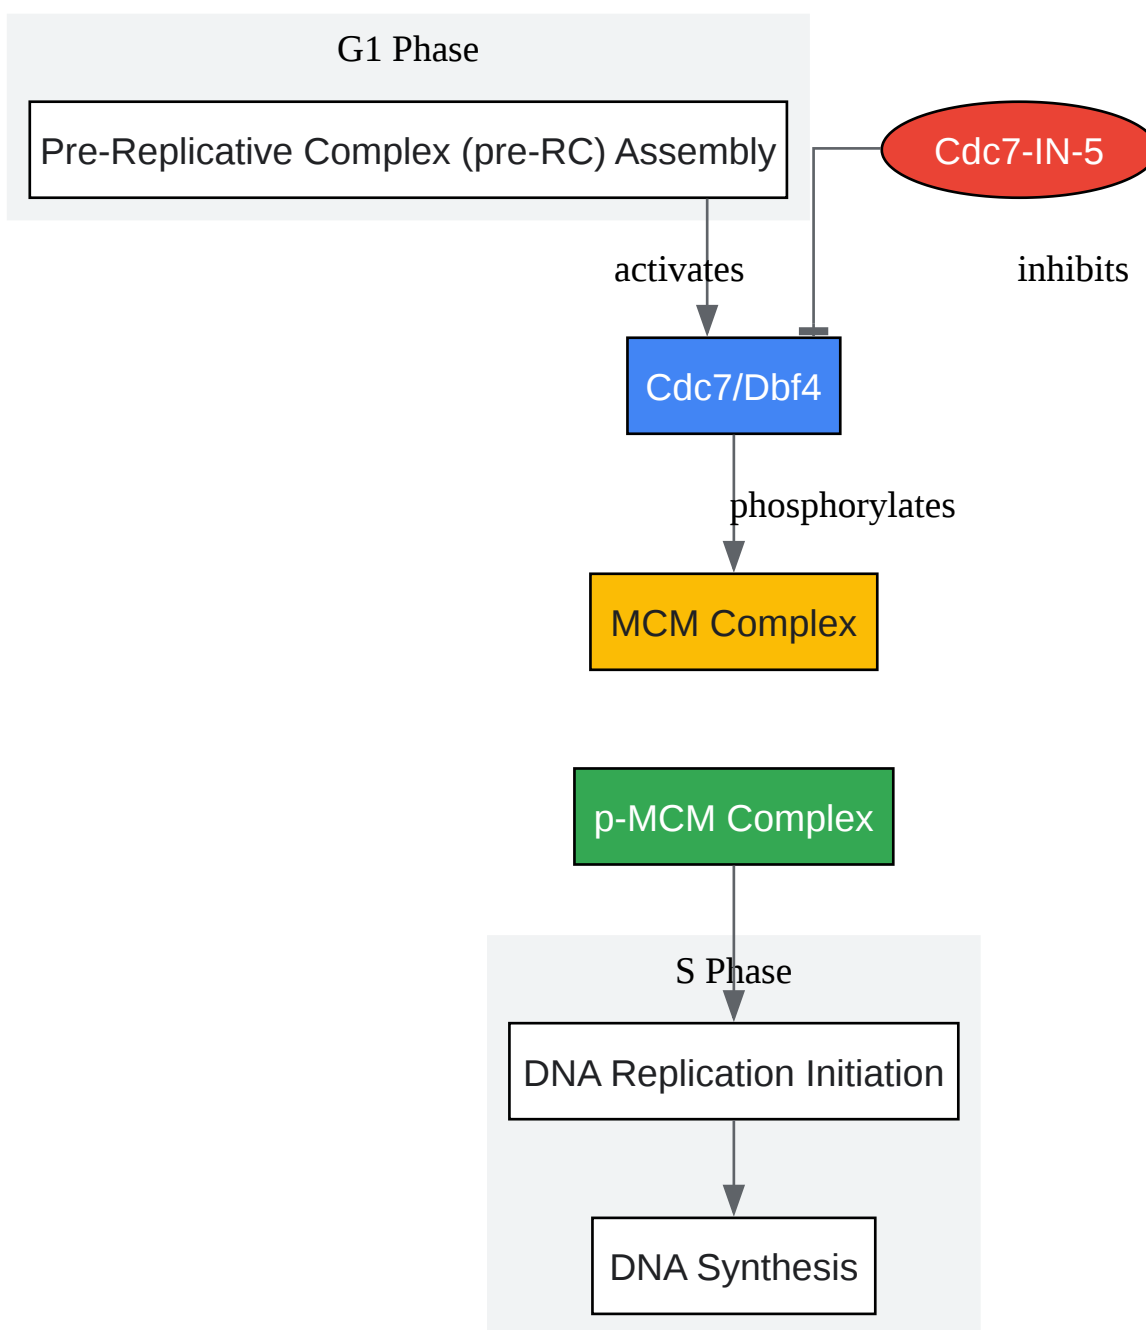 G1 Phase
Pre-Replicative Complex (pre-RC) Assembly
Cdc7-IN-5
activates
inhibits
Cdc7/Dbf4
phosphorylates
MCM Complex
p-MCM Complex
S Phase
DNA Replication Initiation
DNA Synthesis